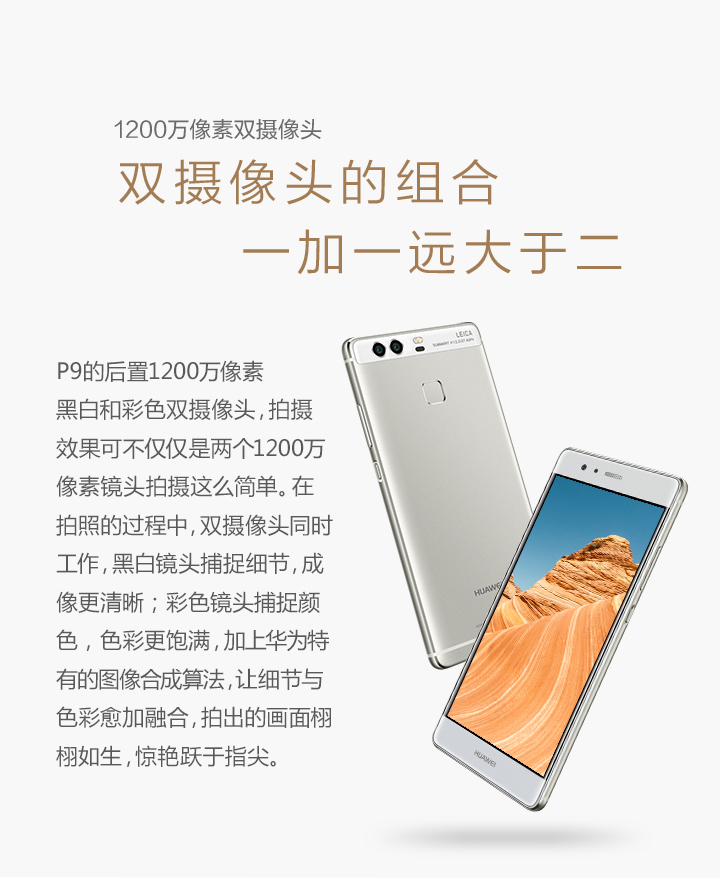 1200万像素双摄像头
双摄像头的组合
一加一远大于二
P9的后置1200万像素
黑白和彩色双摄像头,拍摄
效果可不仅仅是两个1200万
像素镜头拍摄这么简单。在
拍照的过程中,双摄像头同时
工作,黑白镜头捕捉细节,成
像更清晰；彩色镜头捕捉颜
色，色彩更饱满,加上华为特
有的图像合成算法,让细节与
色彩愈加融合,拍出的画面栩
栩如生,惊艳跃于指尖。
LEICA
HUAWEI
HUAWEI